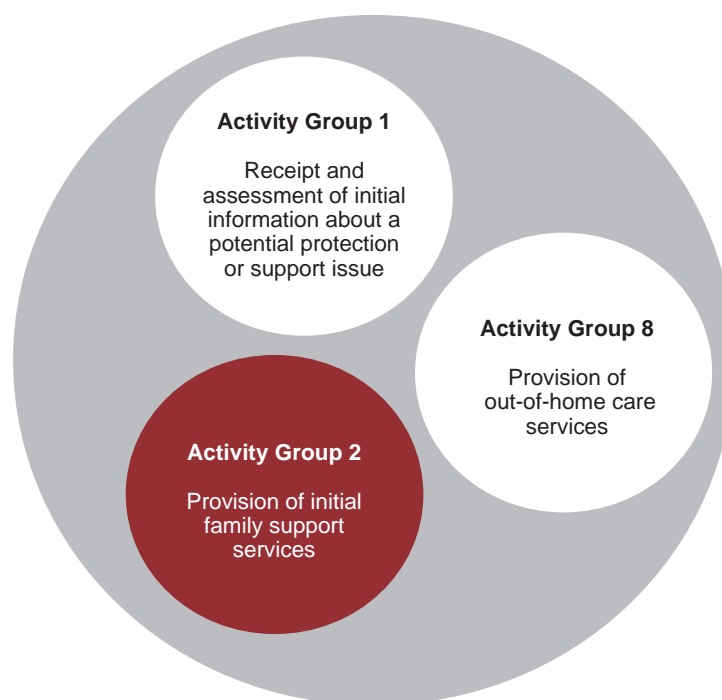 Activity Group 1
Receipt and
assessment of initial
information about a
potential protection
or support issue
Activity Group 8
Provision of
out-of-home care
services
Activity Group 2
Provision of initial
family support
services